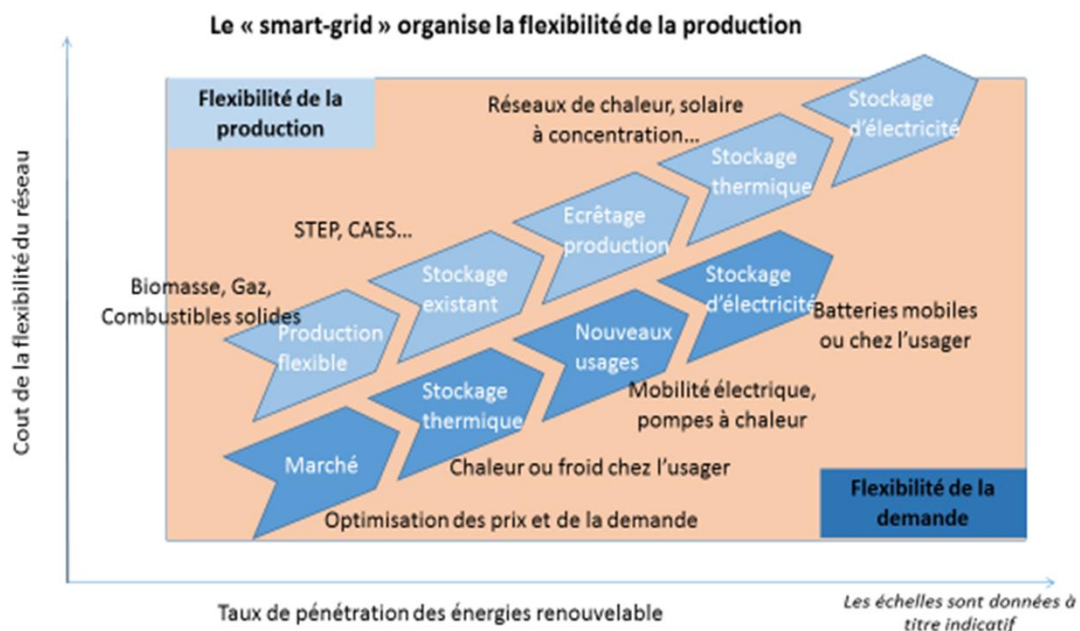 Le « smart-grid » organise la flexibilité de la production
Cout de la flexibilité du réseau
Flexibilité de la
production
Réseaux de chaleur, solaire
à concentration...
Stockage
d'électricité
Stockage
thermique
STEP, CAES...
Ecrêtage
production
Biomasse, Gaz,
Combustibles solides
Stockage
existant
Stockage
d'électricité
Production
flexible
Nouveaux
usages
Batteries mobiles
ou chez l'usager
Stockage
thermique
Mobilité électrique,
pompes à chaleur
Marché
Chaleur ou froid chez l'usager
Optimisation des prix et de la demande
Flexibilité de la
demande
Taux de pénétration des énergies renouvelable
Les échelles sont données à
titre indicatif